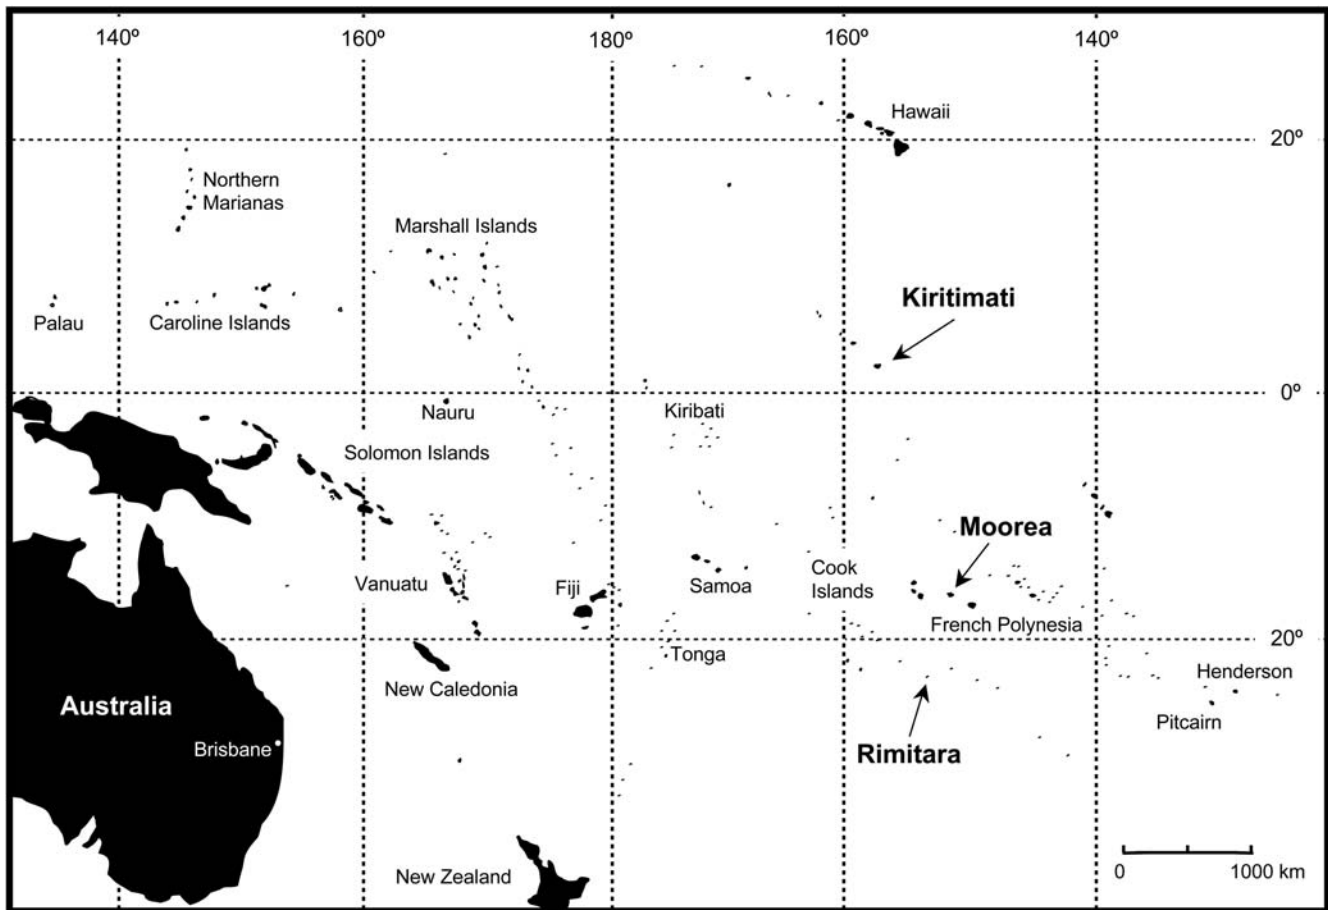 140º 160º 180º 160º 140º
Hawaii
20º
Northern
Marianas
Marshall Islands
Kiritimati
Palau
Caroline Islands
0º
Nauru
Kiribati
Solomon Islands
Moorea
Vanuatu
Fiji
Samoa
Cook
Islands
French Polynesia
20º
Tonga
Henderson
New Caledonia
Australia
Pitcairn
Brisbane
Rimitara
New Zealand
0 1000 km